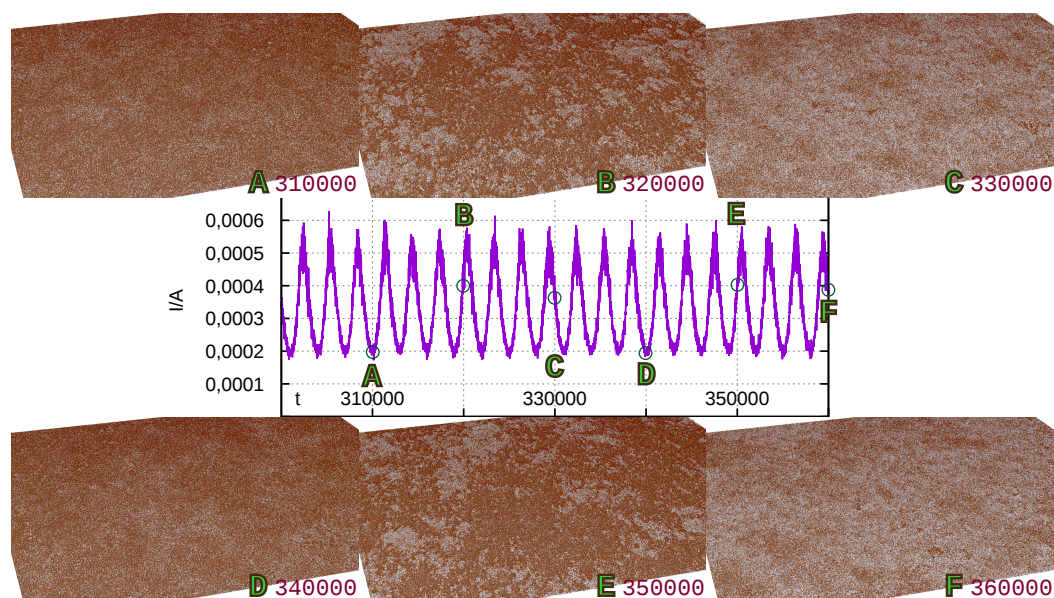 A 310000
B 320000
C 330000
0,0006
0,0005
0,0004
0,0003
0,0002
0,0001
I/A
B
E
A
C
D
F
t
310000
330000
350000
D 340000
E 350000
F 360000